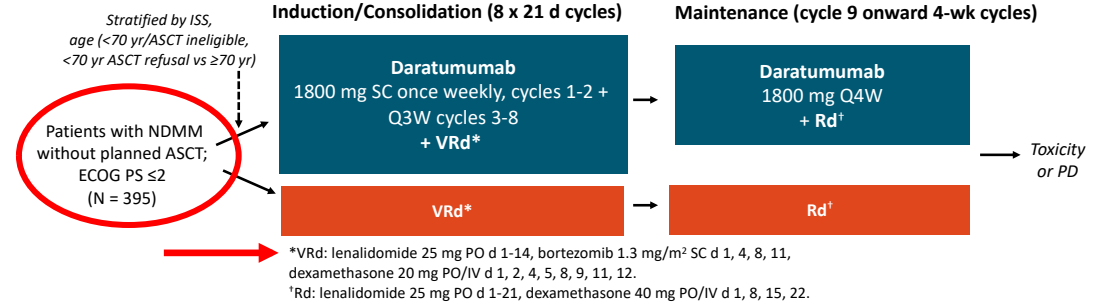 Induction/Consolidation (8 x 21 d cycles)
Maintenance (cycle 9 onward 4-wk cycles)
Stratified by ISS,
age (<70 yr/ASCT ineligible,
<70 yr ASCT refusal vs ≥70 yr)
Patients with NDMM
without planned ASCT;
ECOG PS ≤2
(N = 395)
Daratumumab
1800 mg SC once weekly, cycles 1-2 +
Q3W cycles 3-8
+ VRd*
Daratumumab
1800 mg Q4W
+ Rd†
Toxicity
or PD
VRd*
Rd†
*VRd: lenalidomide 25 mg PO d 1-14, bortezomib 1.3 mg/m² SC d 1, 4, 8, 11,
dexamethasone 20 mg PO/IV d 1, 2, 4, 5, 8, 9, 11, 12.
†Rd: lenalidomide 25 mg PO d 1-21, dexamethasone 40 mg PO/IV d 1, 8, 15, 22.